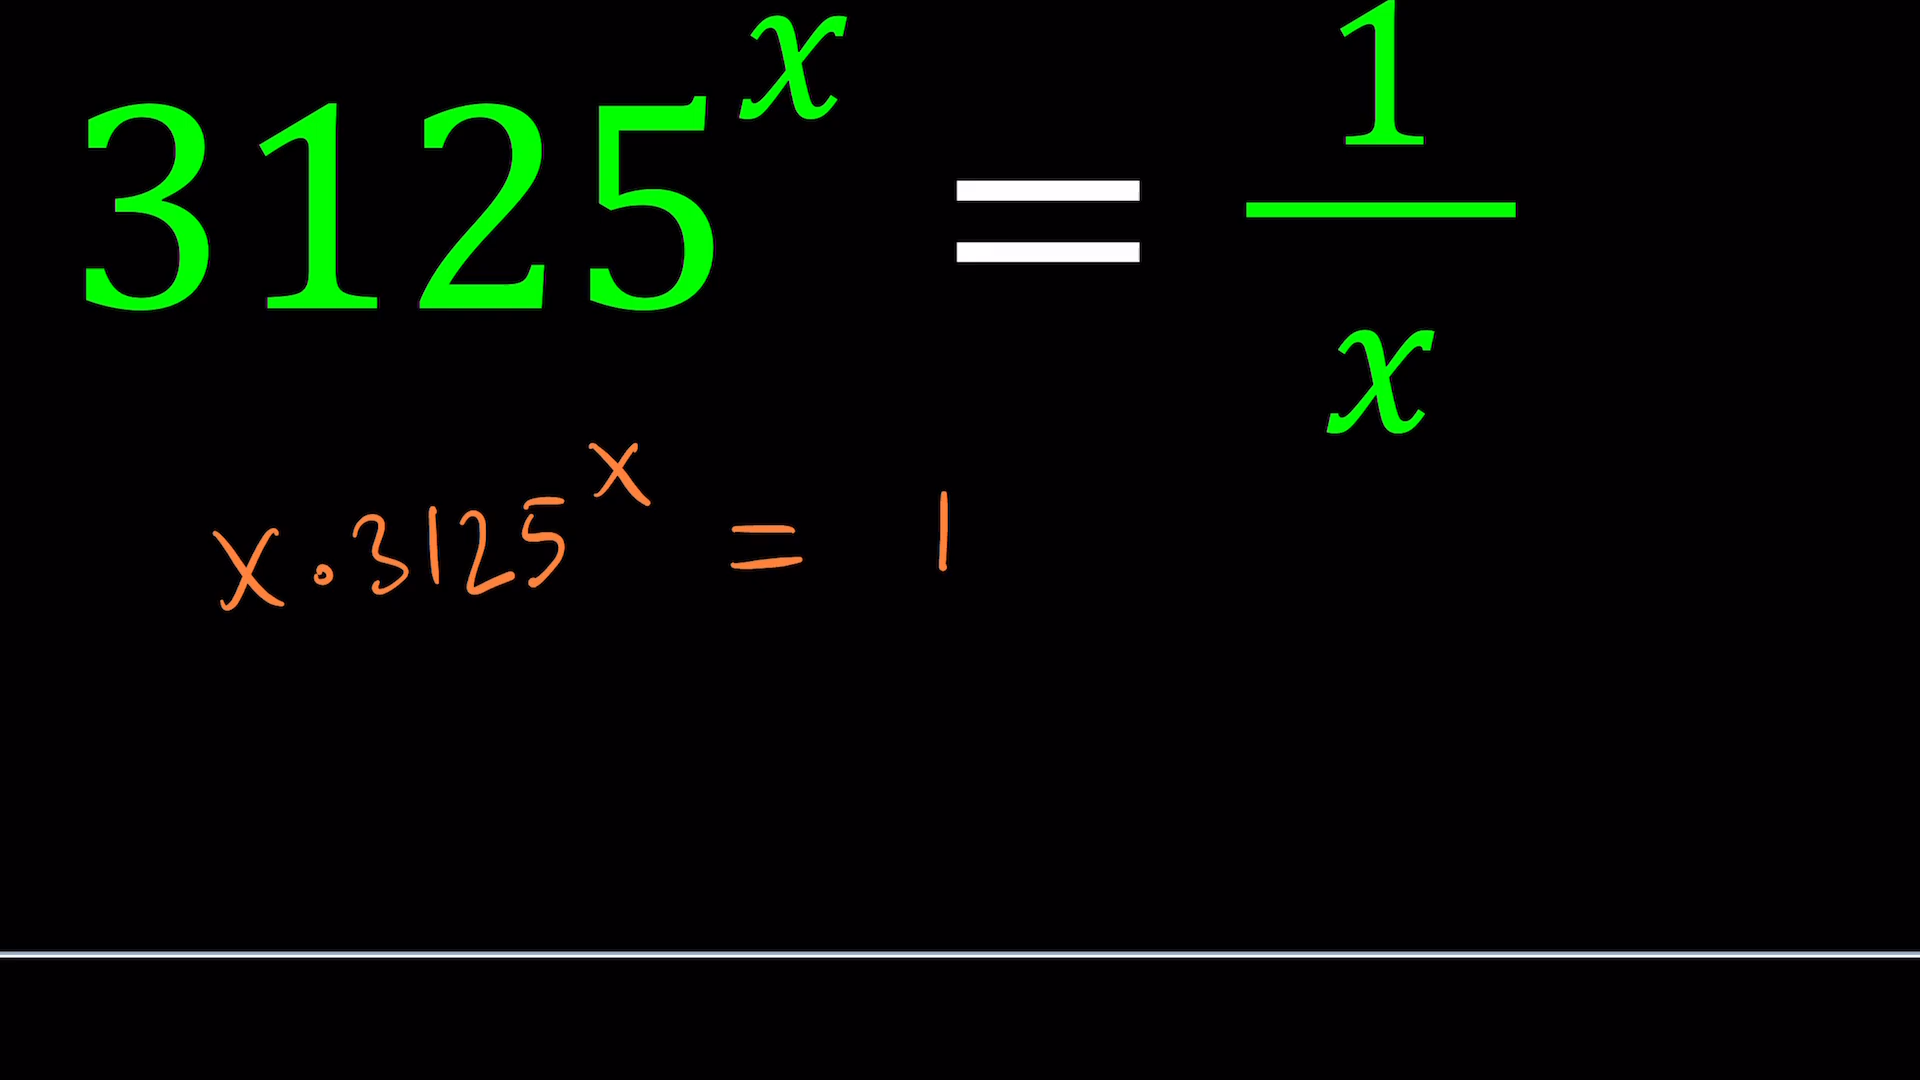 3125^x = 1/x
x · 3125^x = 1